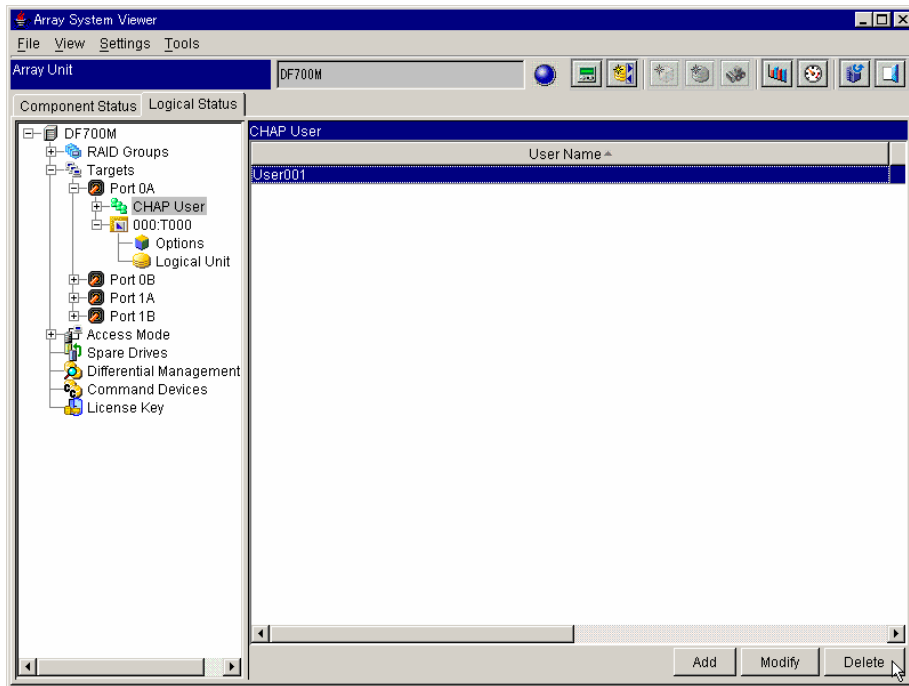 Array System Viewer
File View Settings Tools
Array Unit
DF700M
Component Status
Logical Status
DF700M
RAID Groups
Targets
Port 0A
CHAP User
000:T000
Options
Logical Unit
Port 0B
Port 1A
Port 1B
Access Mode
Spare Drives
Differential Management
Command Devices
License Key
CHAP User
User Name
User001
Add
Modify
Delete